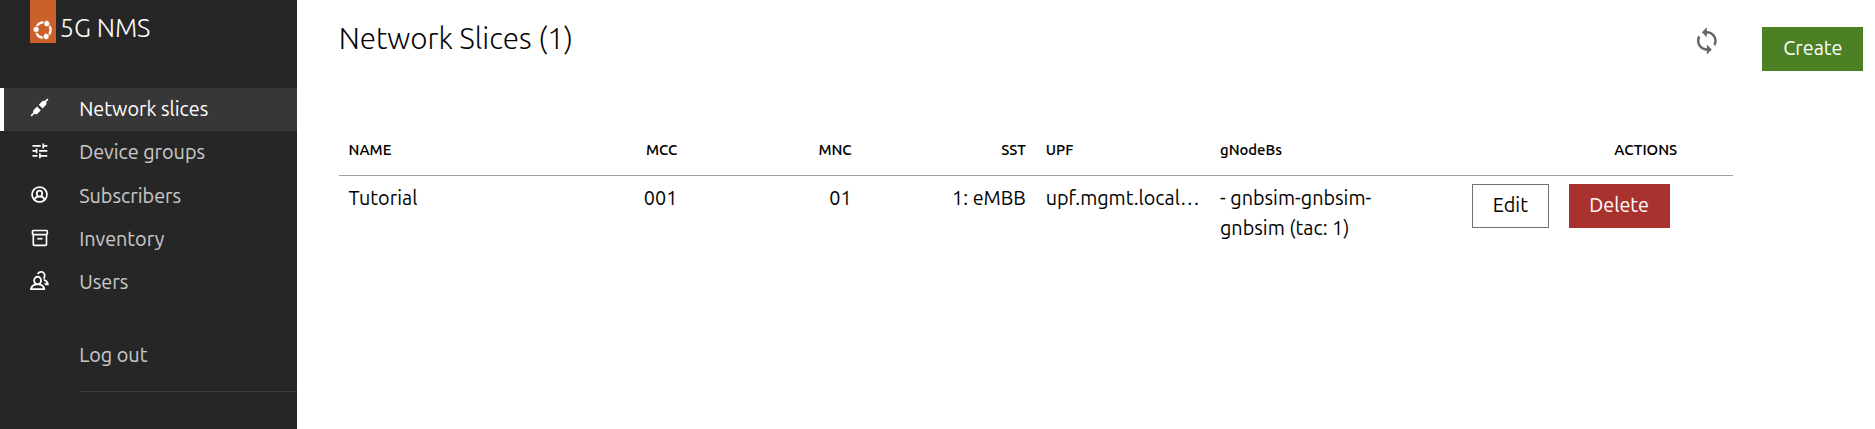 5G NMS
Network slices
Device groups
Subscribers
Inventory
Users
Log out
Network Slices (1)
Create
NAME MCC MNC SST UPF gNodeBs ACTIONS
Tutorial 001 01 1: eMBB upf.mgmt.local… - gnbsim-gnbsim- Edit Delete
gnbsim (tac: 1)